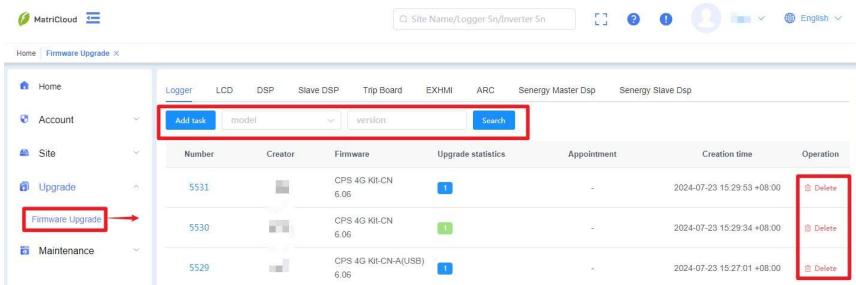 MatriCloud
Site Name/Logger Sn/Inverter Sn
English
Home Firmware Upgrade ×
Home
Account
Site
Upgrade
Firmware Upgrade
Maintenance
Logger LCD DSP Slave DSP Trip Board EXHMI ARC Senergy Master Dsp Senergy Slave Dsp
Add task model version Search
Number Creator Firmware Upgrade statistics Appointment Creation time Operation
5531 CPS 4G Kit-CN 6.06 1 - 2024-07-23 15:29:53 +08:00 Delete
5530 CPS 4G Kit-CN 6.06 1 - 2024-07-23 15:29:34 +08:00 Delete
5529 CPS 4G Kit-CN-A(USB) 6.06 1 - 2024-07-23 15:27:01 +08:00 Delete